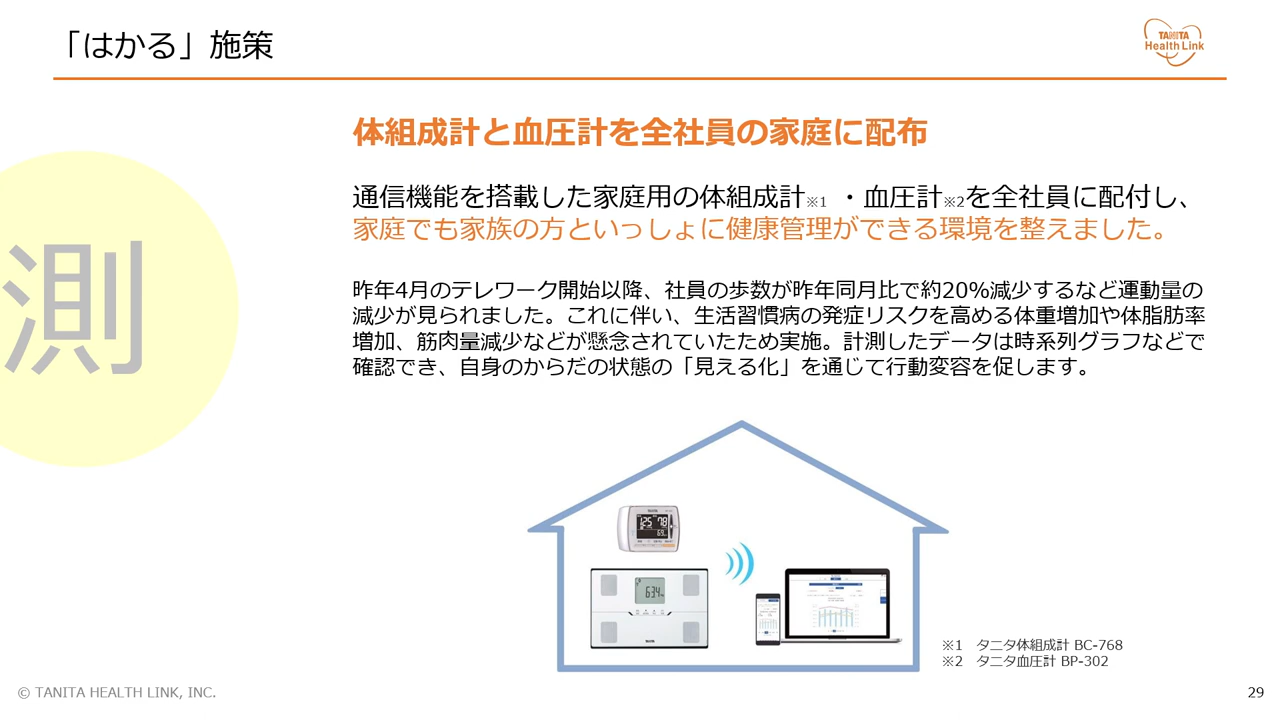 「はかる」施策
TANITA
Health Link
体組成計と血圧計を全社員の家庭に配布
通信機能を搭載した家庭用の体組成計※1 ・血圧計※2を全社員に配付し、
家庭でも家族の方といっしょに健康管理ができる環境を整えました。
測
昨年4月のテレワーク開始以降、社員の歩数が昨年同月比で約20%減少するなど運動量の
減少が見られました。これに伴い、生活習慣病の発症リスクを高める体重増加や体脂肪率
増加、筋肉量減少などが懸念されていたため実施。計測したデータは時系列グラフなどで
確認でき、自身のからだの状態の「見える化」を通じて行動変容を促します。
125 78
634
※1 タニタ体組成計 BC-768
※2 タニタ血圧計 BP-302
© TANITA HEALTH LINK, INC.
29